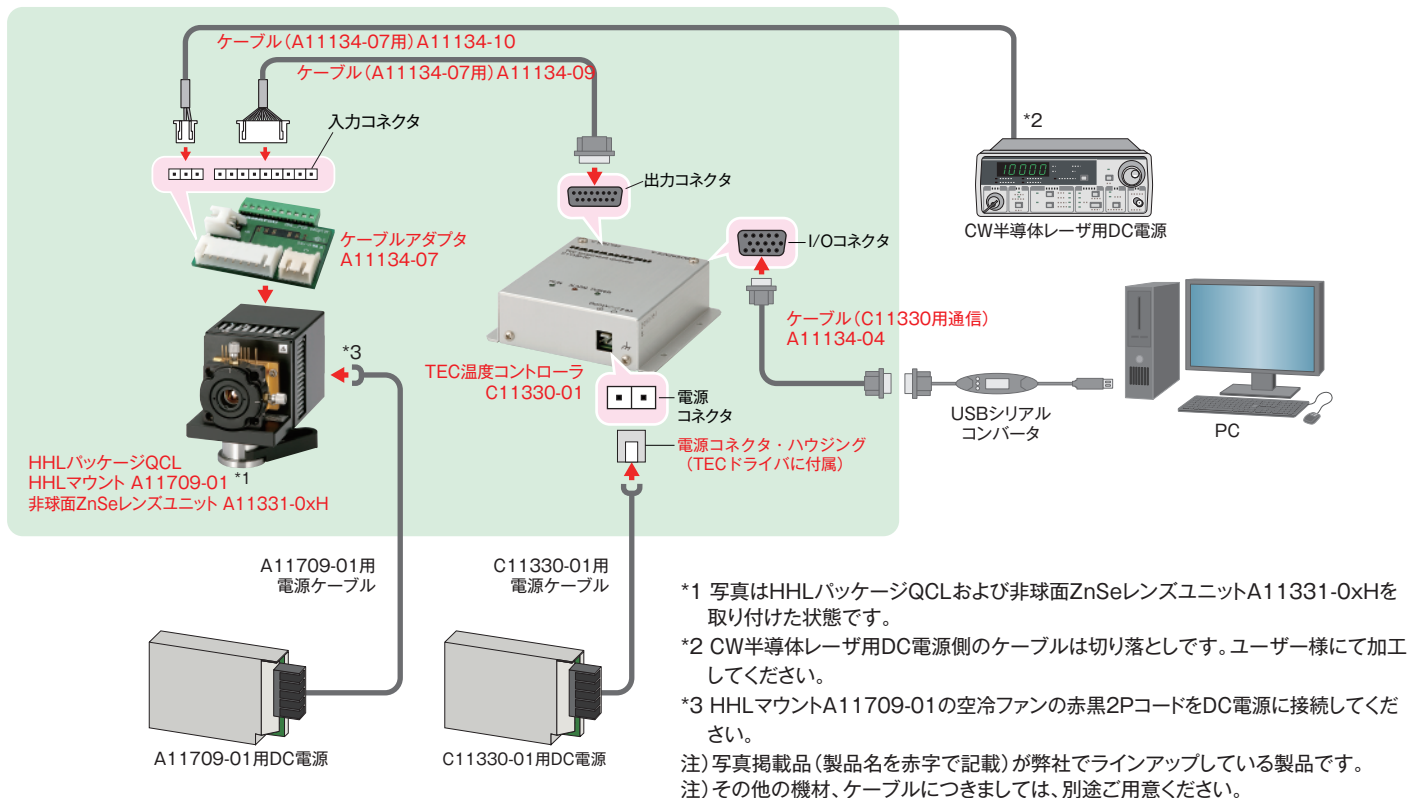 ケーブル（A11134-07用）A11134-10
ケーブル（A11134-07用）A11134-09
入力コネクタ
出力コネクタ
*2
10000
CW半導体レーザ用DC電源
I/Oコネクタ
ケーブルアダプタ
A11134-07
HAMAMATSU
ケーブル（C11330用通信）
A11134-04
*3
TEC温度コントローラ
C11330-01
電源
コネクタ
USBシリアル
コンバータ
PC
電源コネクタ・ハウジング
（TECドライバに付属）
HHLパッケージQCL
HHLマウント A11709-01 *1
非球面ZnSeレンズユニット A11331-0xH
A11709-01用
電源ケーブル
C11330-01用
電源ケーブル
A11709-01用DC電源
C11330-01用DC電源
*1 写真はHHLパッケージQCLおよび非球面ZnSeレンズユニットA11331-0xHを
取り付けた状態です。
*2 CW半導体レーザ用DC電源側のケーブルは切り落としです。ユーザー様にて加工
してください。
*3 HHLマウントA11709-01の空冷ファンの赤黒2PコードをDC電源に接続してくだ
さい。
注）写真掲載品（製品名を赤字で記載）が弊社でラインアップしている製品です。
注）その他の機材、ケーブルにつきましては、別途ご用意ください。